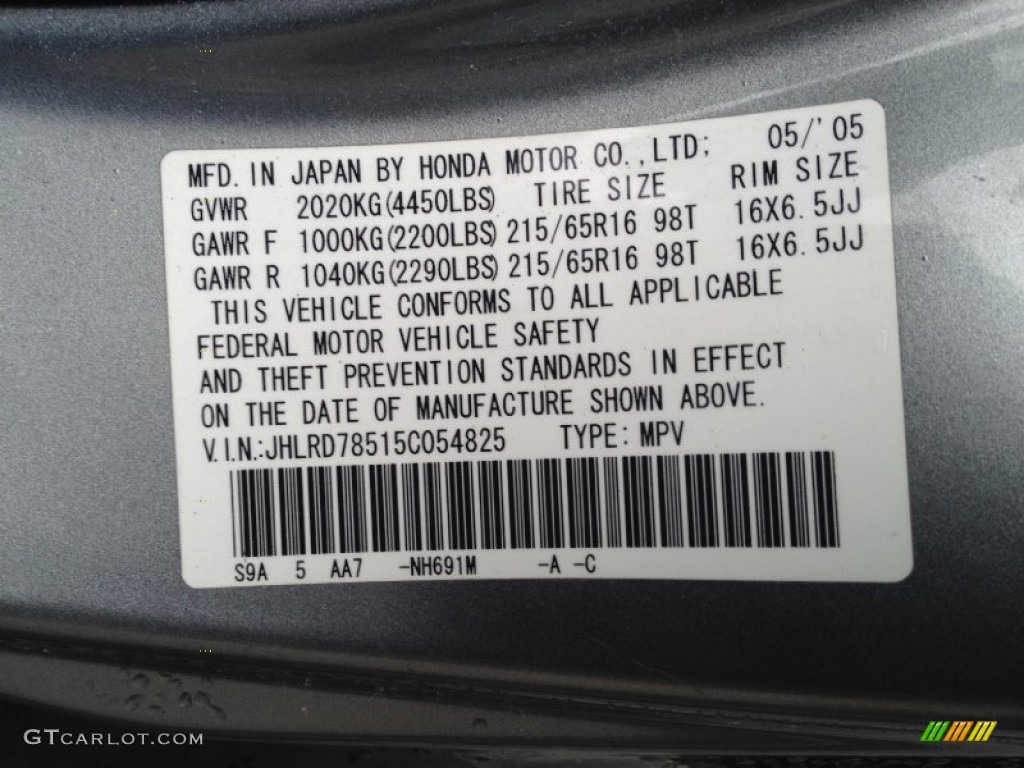 MFD. IN JAPAN BY HONDA MOTOR CO., LTD; 05/'05
GVWR 2020KG(4450LBS) TIRE SIZE RIM SIZE
GAWR F 1000KG(2200LBS) 215/65R16 98T 16X6.5JJ
GAWR R 1040KG(2290LBS) 215/65R16 98T 16X6.5JJ
THIS VEHICLE CONFORMS TO ALL APPLICABLE
FEDERAL MOTOR VEHICLE SAFETY
AND THEFT PREVENTION STANDARDS IN EFFECT
ON THE DATE OF MANUFACTURE SHOWN ABOVE.
V.I.N.:JHLRD78515C054825 TYPE: MPV
S9A 5 AA7 -NH691M -A -C
GTCARLOT.COM